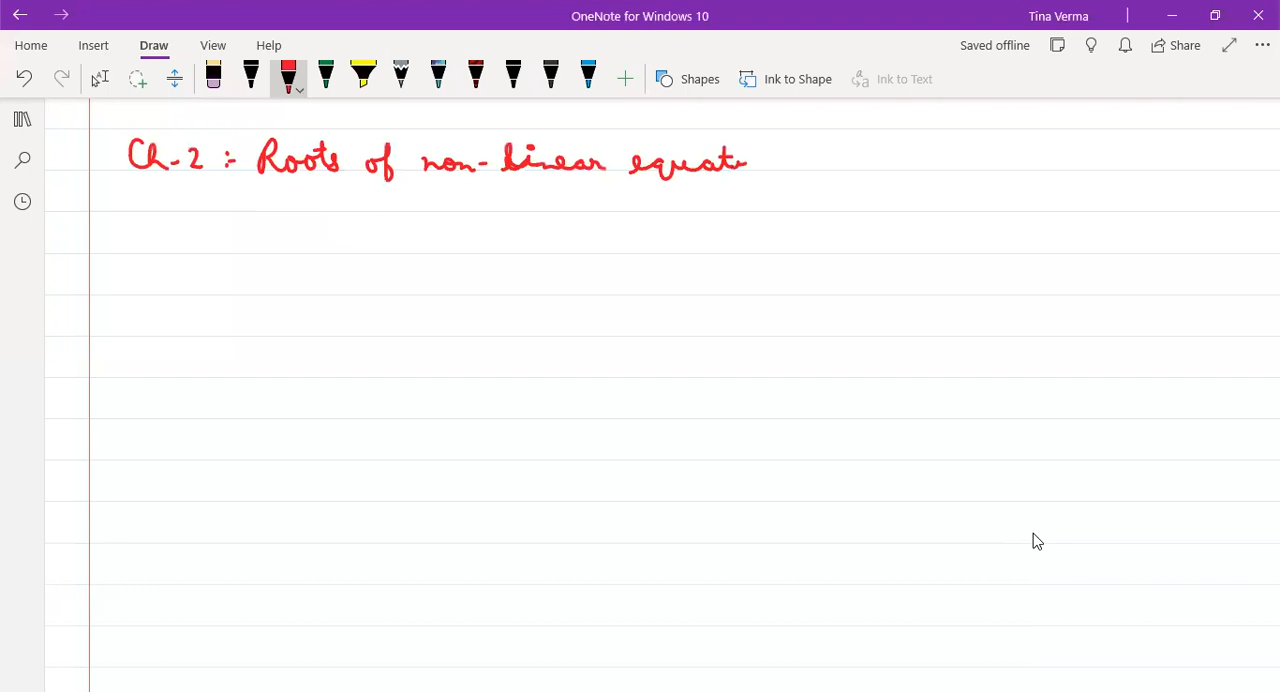 OneNote for Windows 10
Tina Verma
Home Insert Draw View Help
Saved offline
Share
Shapes
Ink to Shape
Ink to Text
Ch-2 :- Roots of non-linear equat